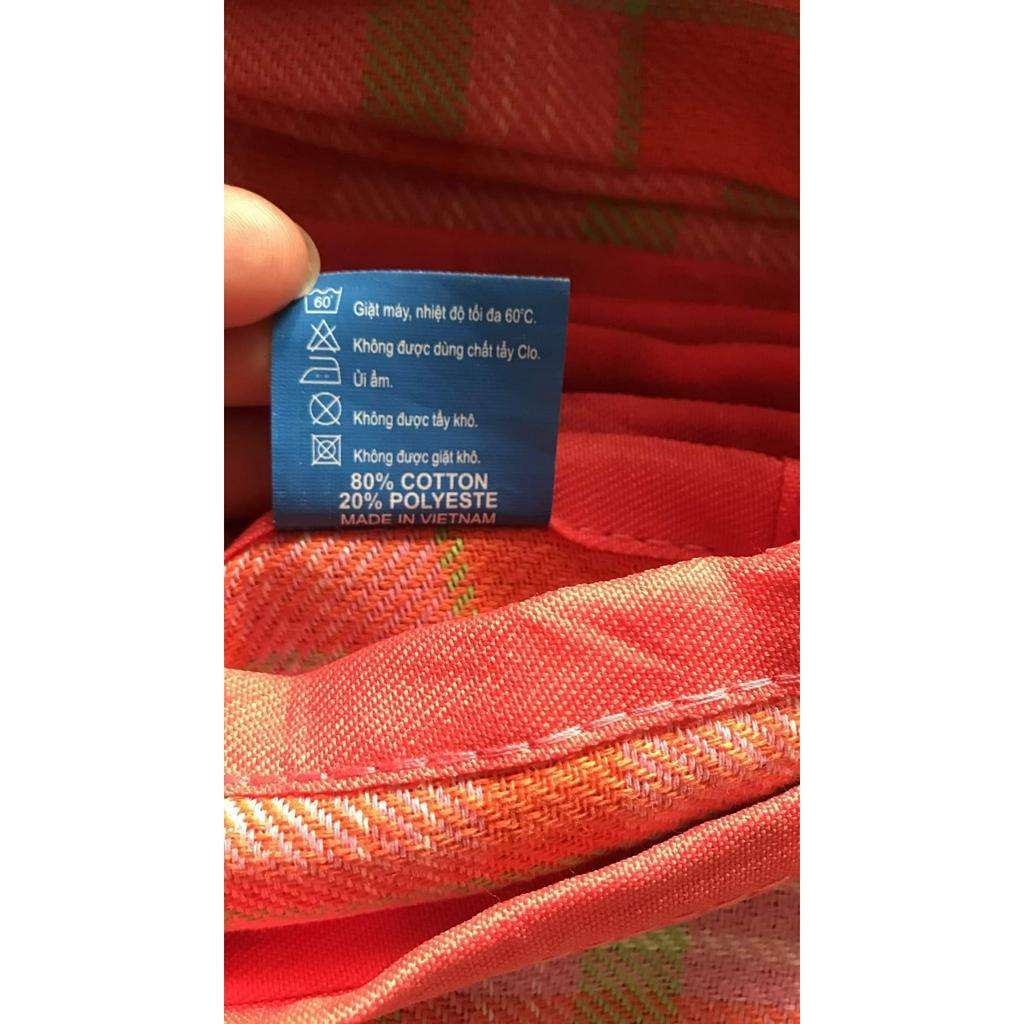 60° Giặt máy, nhiệt độ tối đa 60°C.
Không được dùng chất tẩy Clo.
Ủi ẩm.
Không được tẩy khô.
Không được giặt khô.
80% COTTON
20% POLYESTE
MADE IN VIETNAM